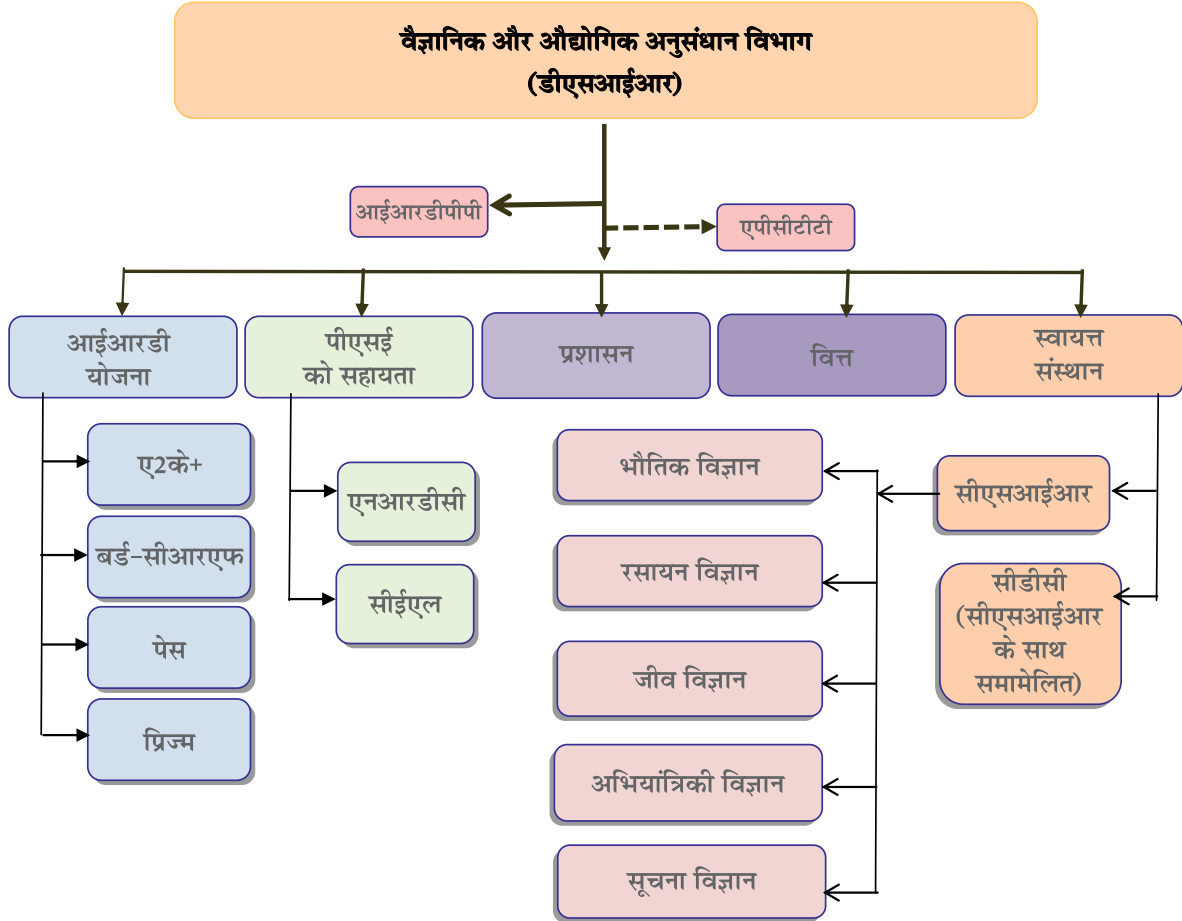 वैज्ञानिक और औद्योगिक अनुसंधान विभाग
(डीएसआईआर)
आईआरडीपीपी
एपीसीटीटी
आईआरडी
योजना
पीएसई
को सहायता
प्रशासन
वित्त
स्वायत्त
संस्थान
ए2के+
बर्ड-सीआरएफ
पेस
प्रिज्म
एनआरडीसी
सीईएल
भौतिक विज्ञान
रसायन विज्ञान
जीव विज्ञान
अभियांत्रिकी विज्ञान
सूचना विज्ञान
सीएसआईआर
सीडीसी
(सीएसआईआर
के साथ
समामेलित)